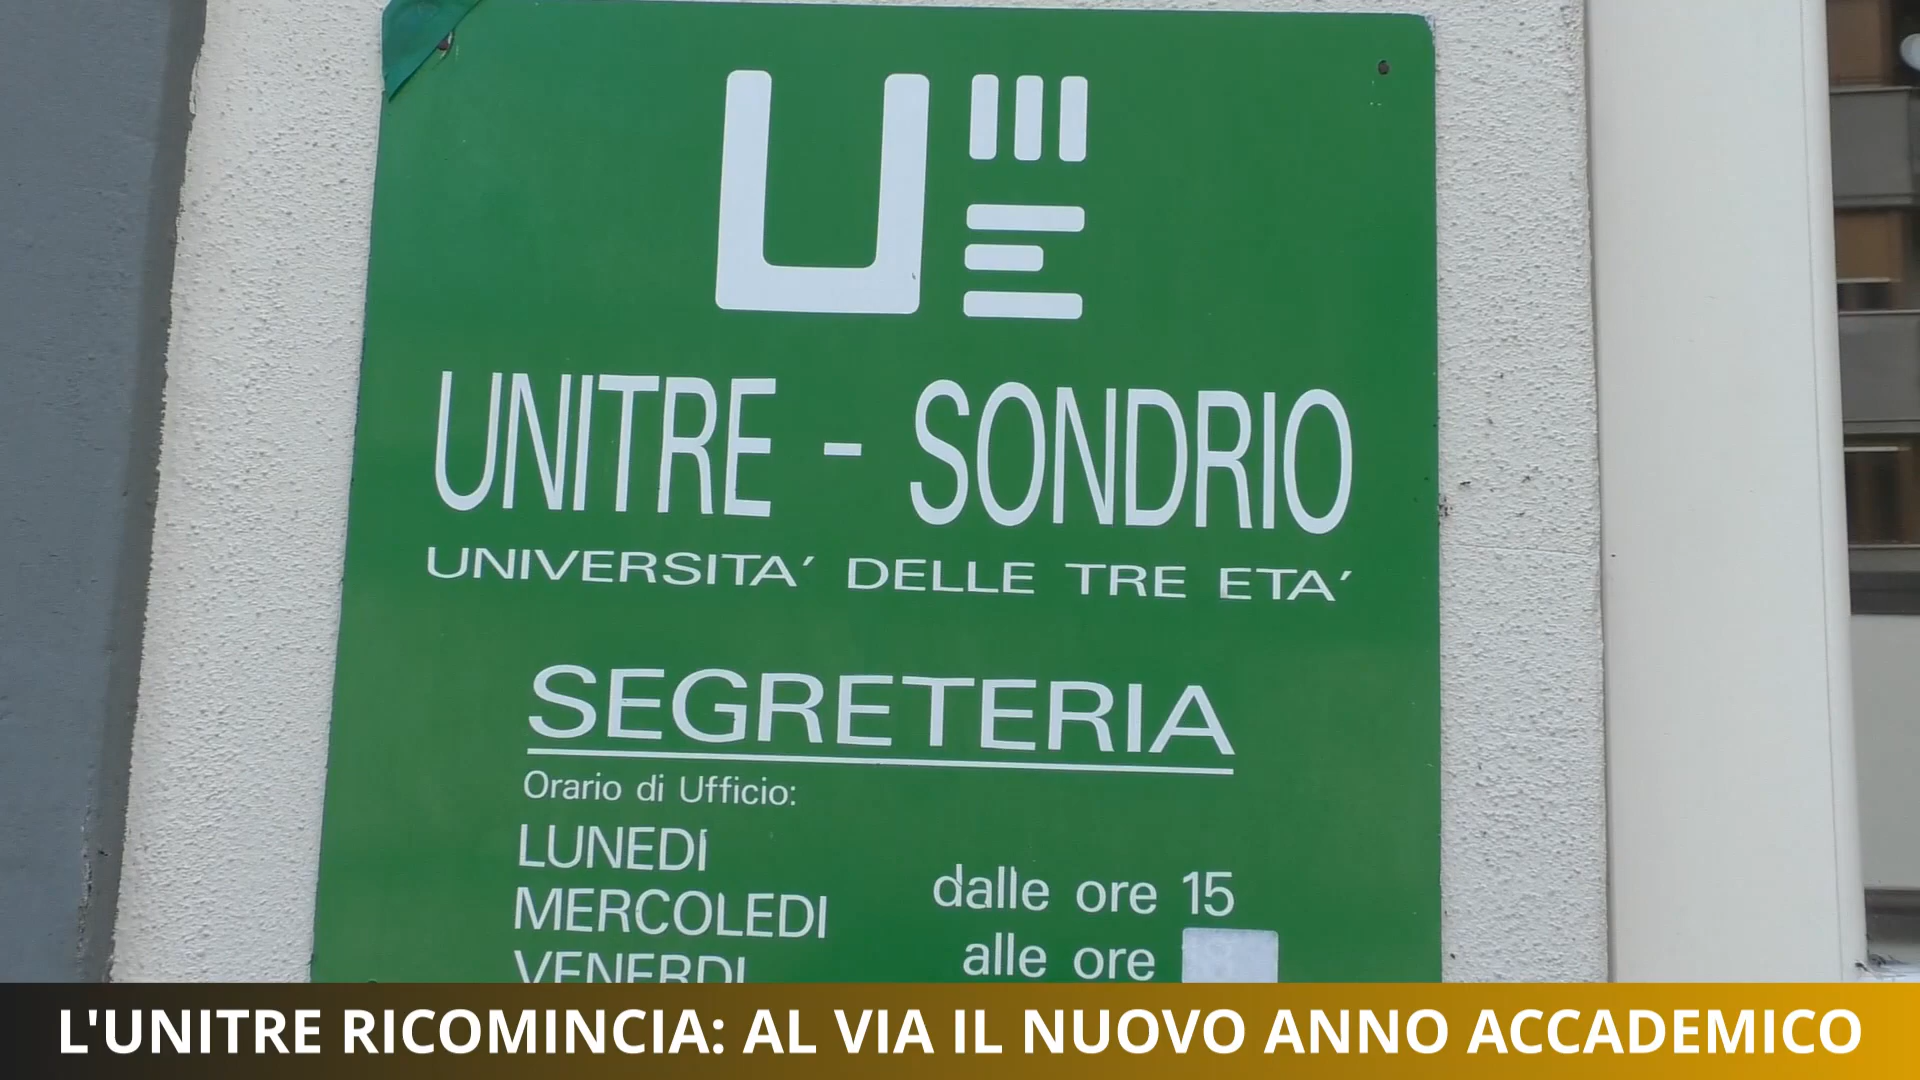 UNITRE - SONDRIO
UNIVERSITA' DELLE TRE ETA'
SEGRETERIA
Orario di Ufficio:
LUNEDI
MERCOLEDI
VENERDI
dalle ore 15
alle ore
L'UNITRE RICOMINCIA: AL VIA IL NUOVO ANNO ACCADEMICO